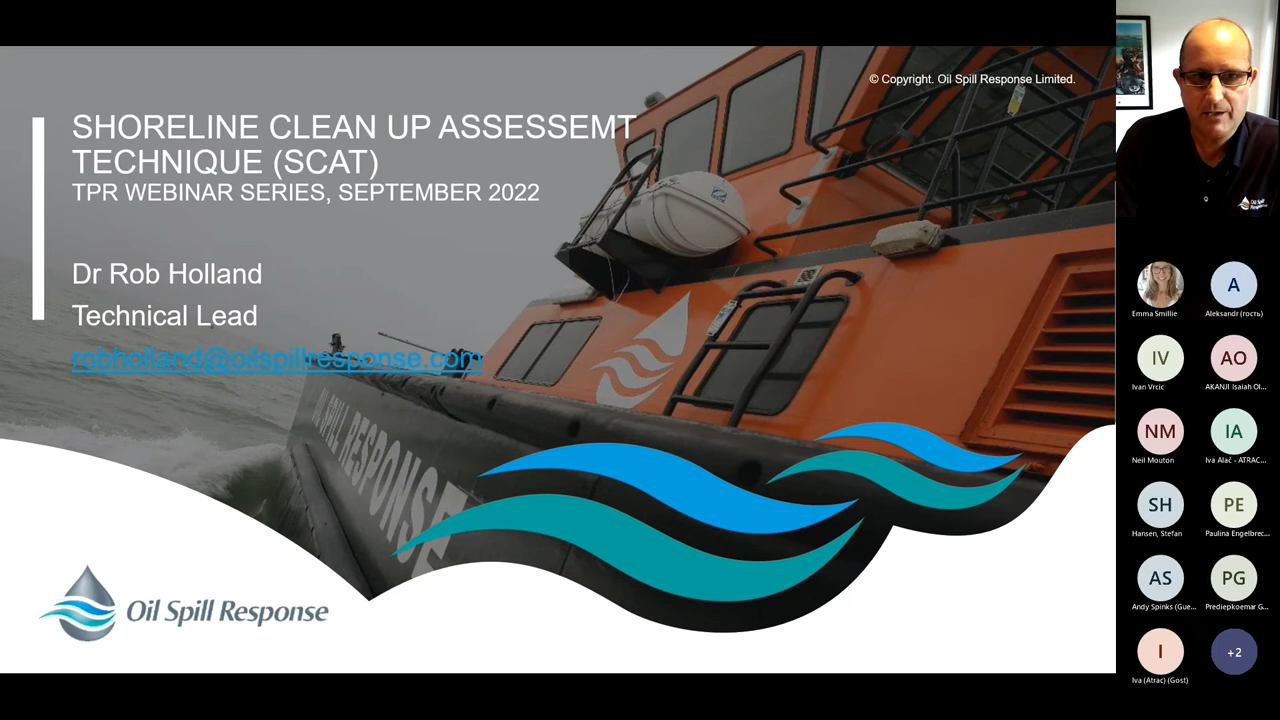 © Copyright. Oil Spill Response Limited.
SHORELINE CLEAN UP ASSESSEMT
TECHNIQUE (SCAT)
TPR WEBINAR SERIES, SEPTEMBER 2022
Dr Rob Holland
Technical Lead
robholland@oilspillresponse.com
OIL SPILL RESPONSE
Oil Spill Response
Oil Spill
Response
Emma Smillie
A
Aleksandr (гость)
IV
Ivan Vrcic
AO
AKANJI Isaiah Ol...
NM
Neil Mouton
IA
Iva Alač - ATRAC...
SH
Hansen, Stefan
PE
Paulina Engelbrec...
AS
Andy Spinks (Gue...
PG
Prediepkoemar G...
I
Iva (Atrac) (Gost)
+2